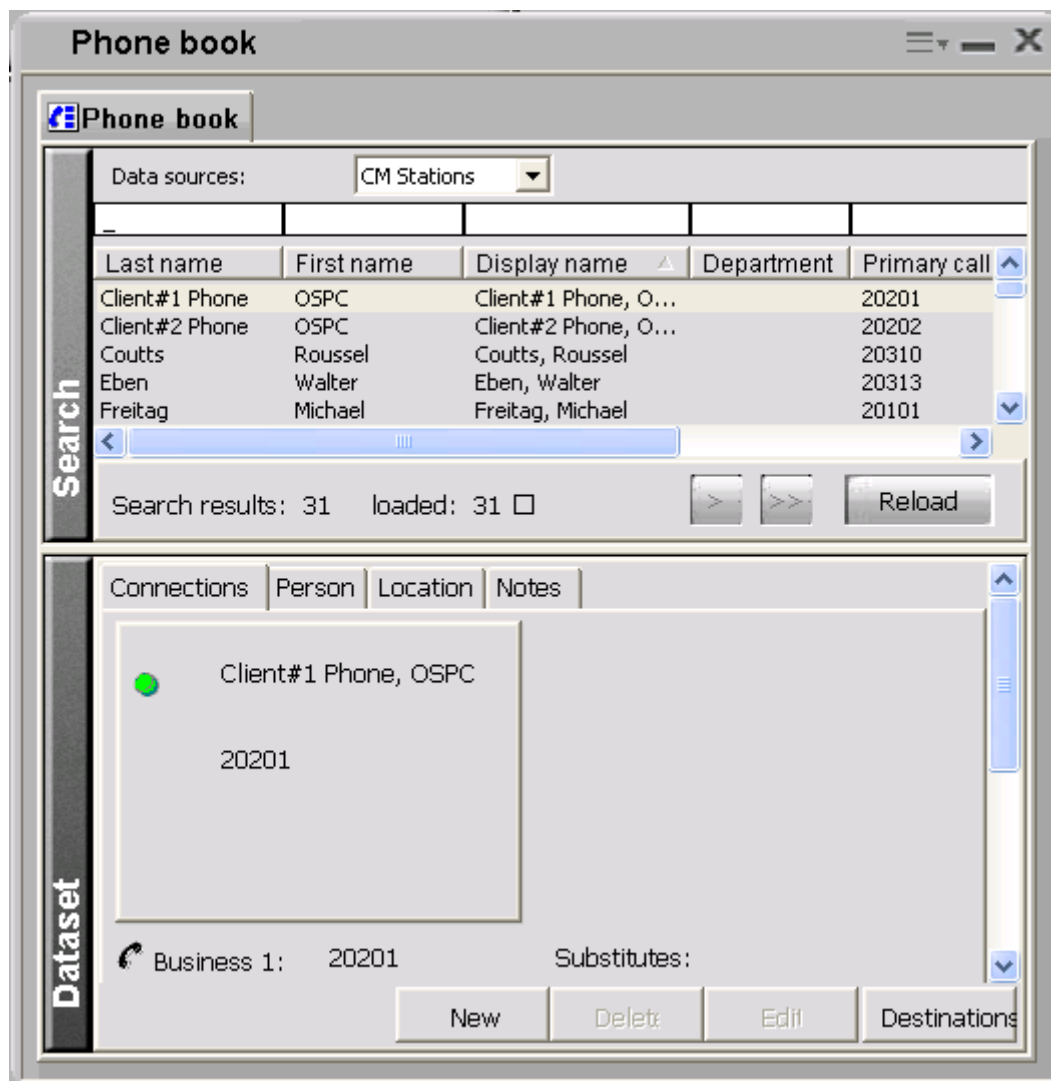 Phone book
Phone book
Search
Data sources: CM Stations
_
Last name First name Display name Department Primary call
Client#1 Phone OSPC Client#1 Phone, O... 20201
Client#2 Phone OSPC Client#2 Phone, O... 20202
Coutts Roussel Coutts, Roussel 20310
Eben Walter Eben, Walter 20313
Freitag Michael Freitag, Michael 20101
Search results: 31 loaded: 31
> >> Reload
Dataset
Connections Person Location Notes
Client#1 Phone, OSPC
20201
Business 1: 20201 Substitutes:
New Delete Edit Destinations